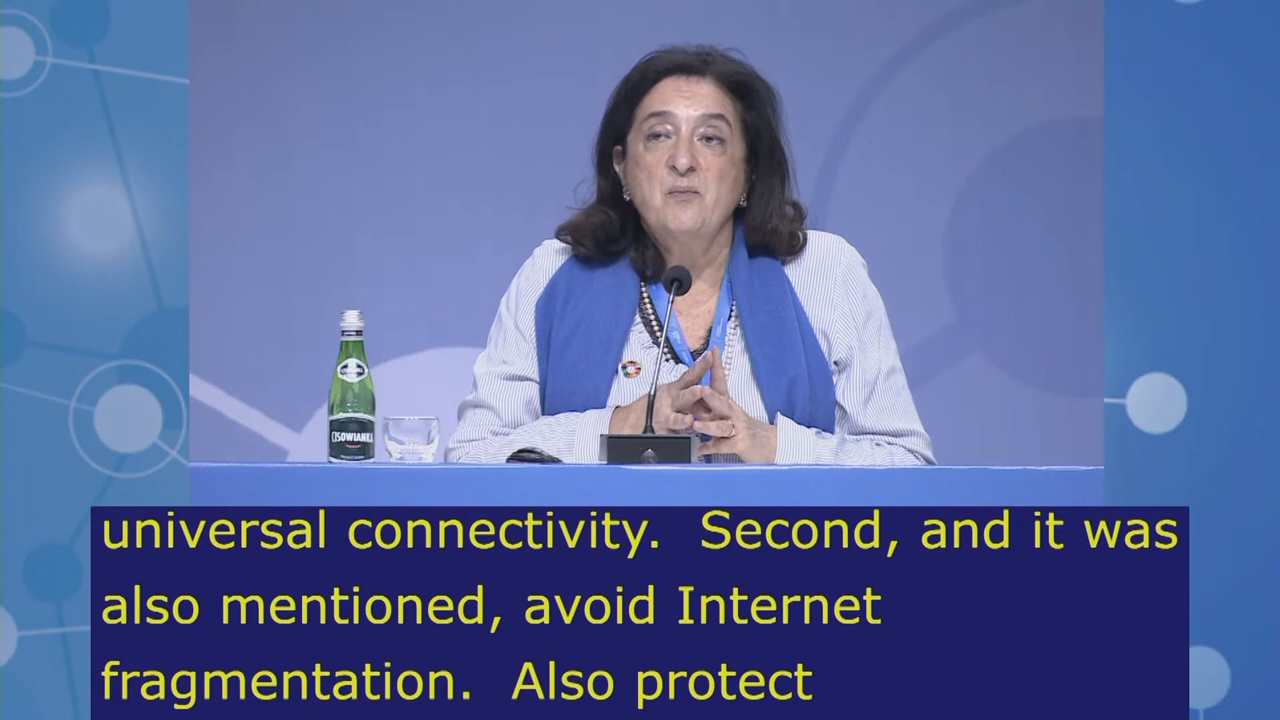 CISOWIANKA
universal connectivity.  Second, and it was
also mentioned, avoid Internet
fragmentation.  Also protect